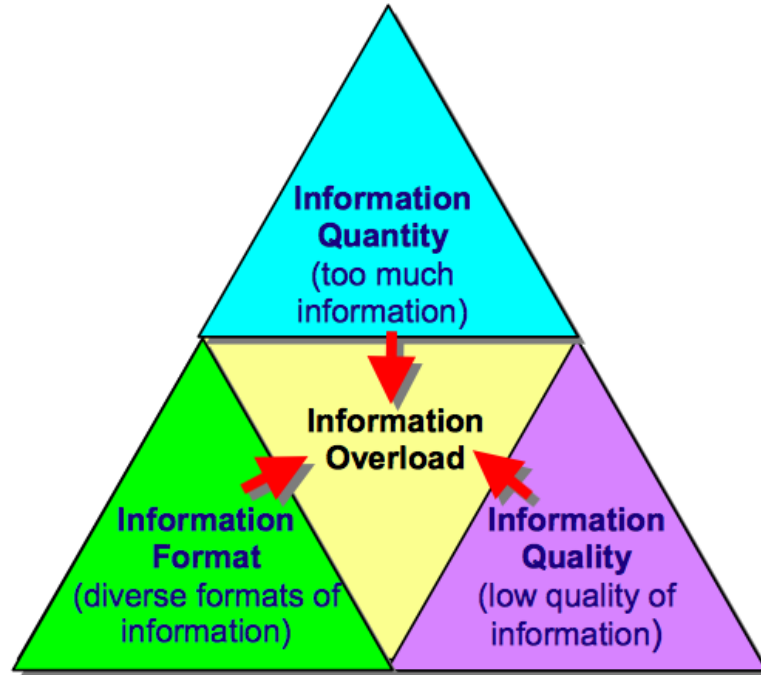 Information
Quantity
(too much
information)
Information
Overload
Information
Format
(diverse formats of
information)
Information
Quality
(low quality of
information)